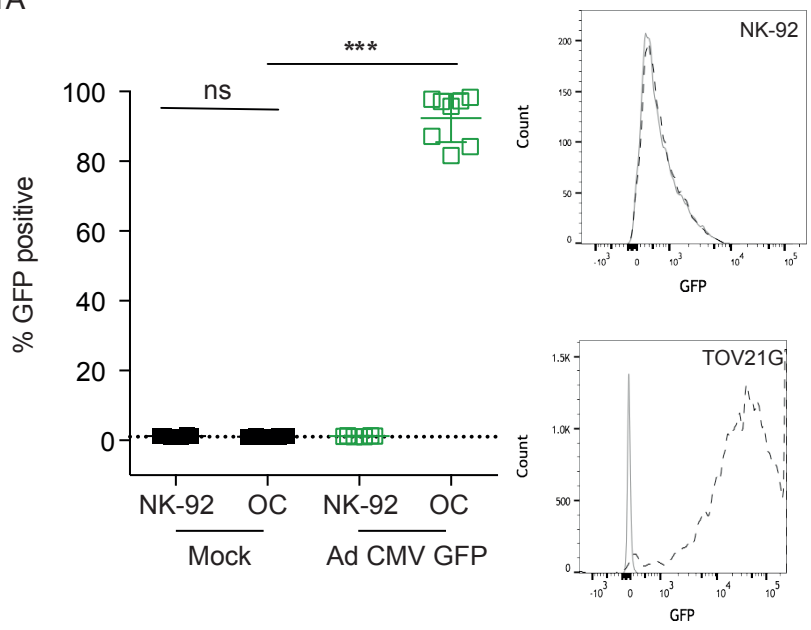 1A
ns
***
% GFP positive
100
80
60
40
20
0
NK-92 OC NK-92 OC
Mock Ad CMV GFP
NK-92
Count
200
150
100
50
0
-10³ 0 10³ 10⁴ 10⁵
GFP
TOV21G
Count
1.5K
1.0K
500
0
-10³ 0 10³ 10⁴ 10⁵
GFP